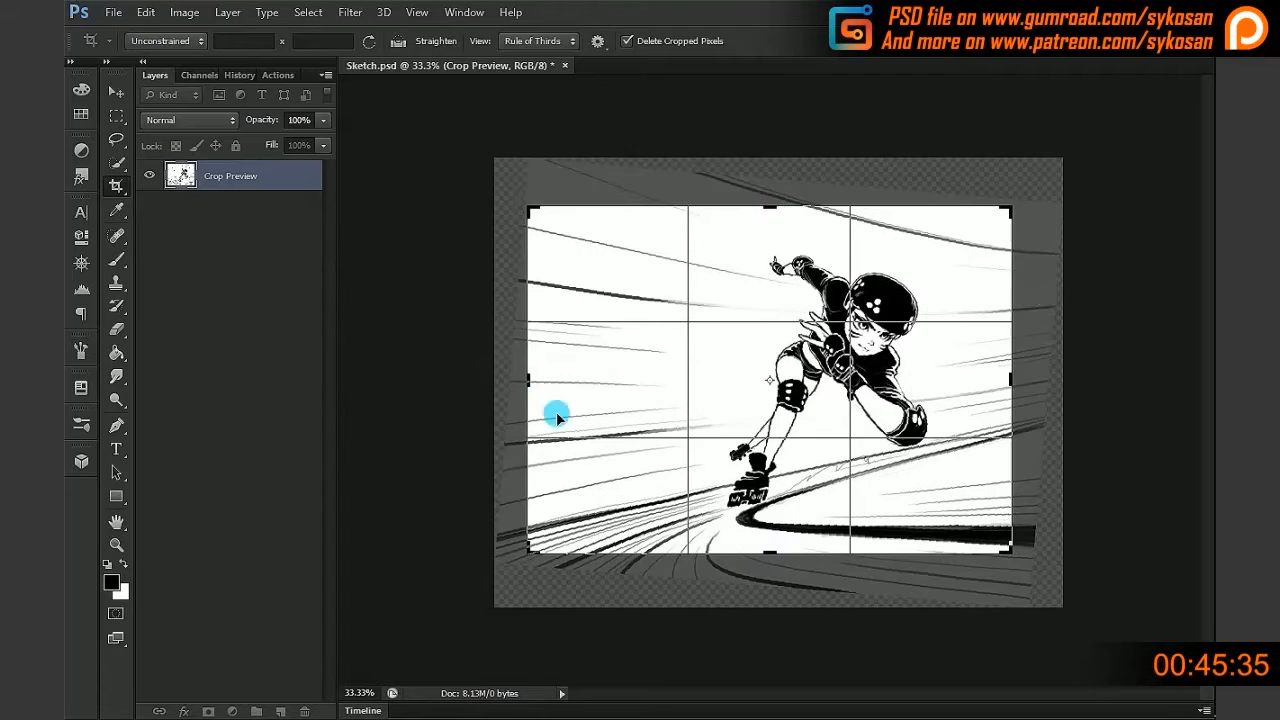 Ps File Edit Image Layer Type Select Filter 3D View Window Help
PSD file on www.gumroad.com/sykosan
And more on www.patreon.com/sykosan
Unconstrained x Straighten View: Rule of Thirds Delete Cropped Pixels
Sketch.psd @ 33.3% (Crop Preview, RGB/8) * ×
Layers Channels History Actions
Kind
Normal Opacity: 100%
Lock: Fill: 100%
Crop Preview
00:45:35
33.33% Doc: 8.13M/0 bytes
Timeline